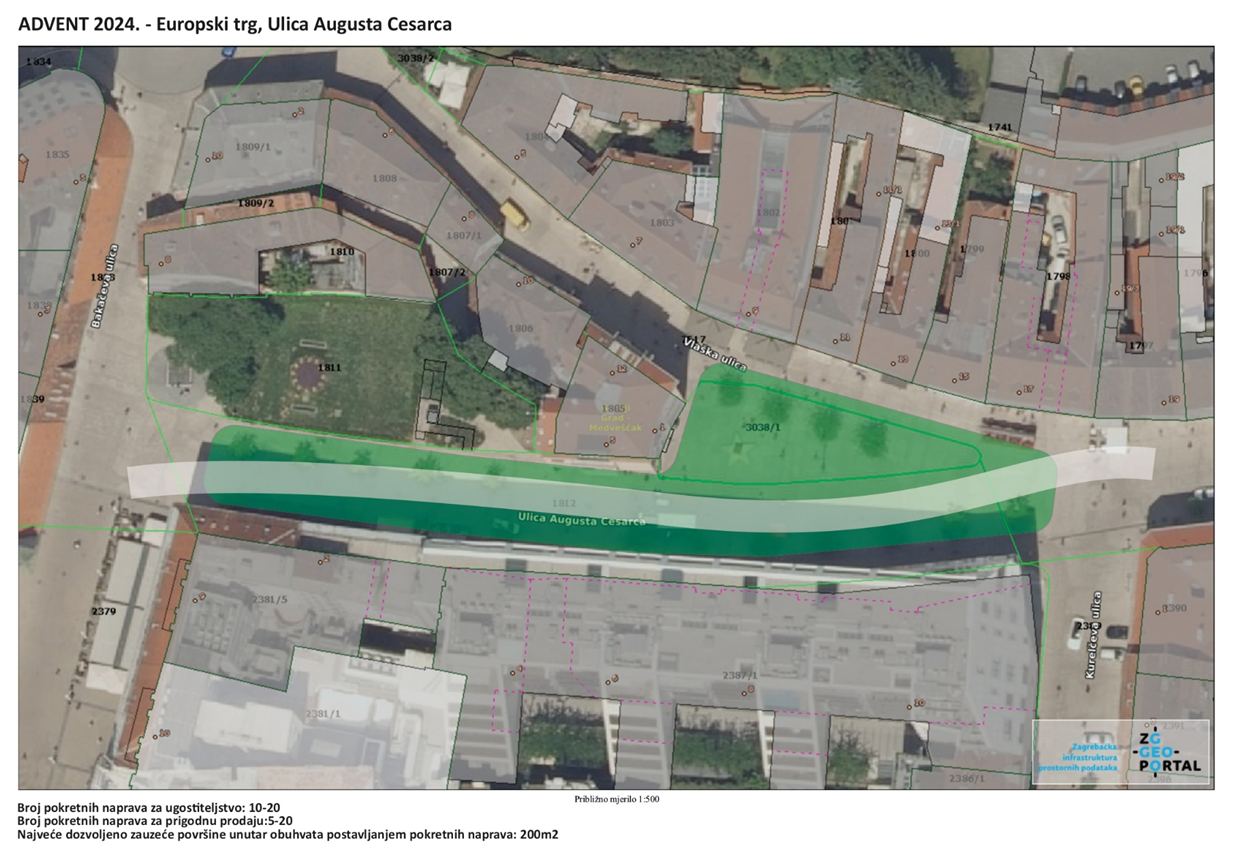 ADVENT 2024. - Europski trg, Ulica Augusta Cesarca
1834
3038/2
1741
1835
1809/1
1808
1803
1802
1800
1799
1798
1809/2
1807/1
1810
1807/2
Bakačeva ulica
1806
Vlaška ulica
1811
1839
1805
Grad
Medveščak
3038/1
1812
Ulica Augusta Cesarca
2379
2381/5
2387/1
2381/1
Kurelčeva ulica
2390
2386/1
Zagrebačka
infrastruktura
prostornih podataka
ZG
-GEO-
PORTAL
Približno mjerilo 1:500
Broj pokretnih naprava za ugostiteljstvo: 10-20
Broj pokretnih naprava za prigodnu prodaju:5-20
Najveće dozvoljeno zauzeće površine unutar obuhvata postavljanjem pokretnih naprava: 200m2